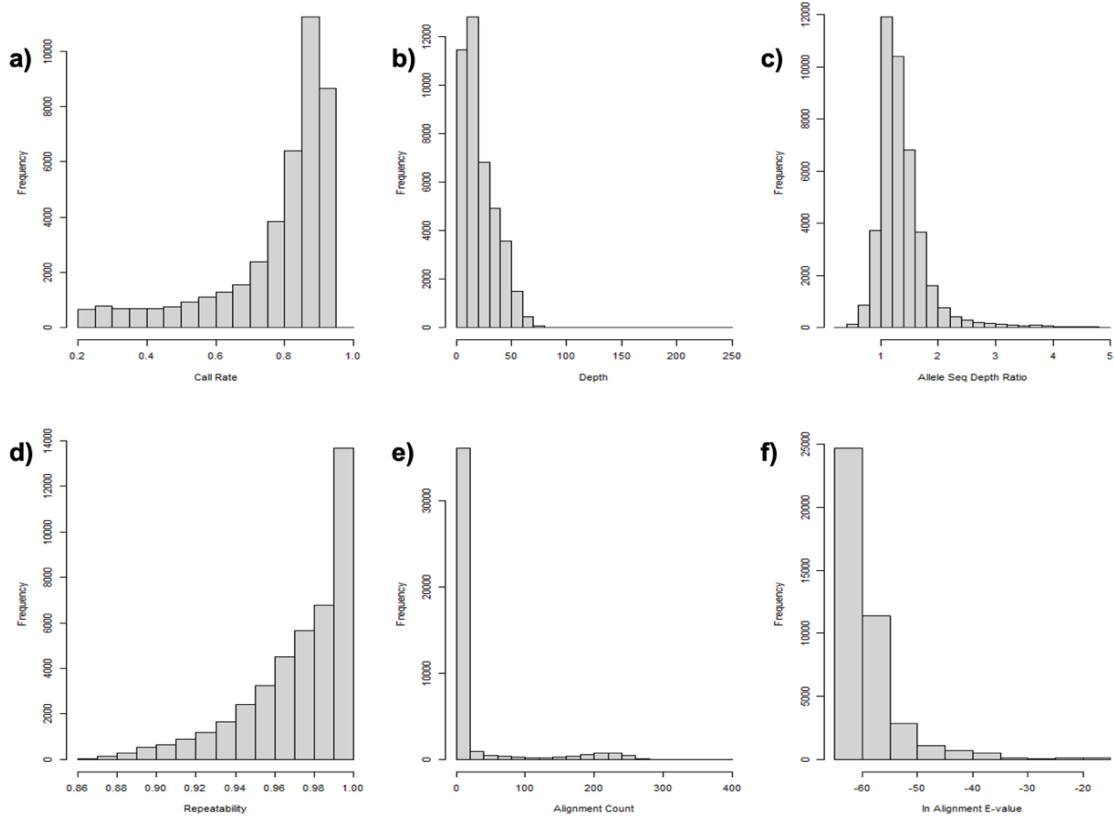 a)
Frequency
0 2000 4000 6000 8000 10000
0.2 0.4 0.6 0.8 1.0
Call Rate
b)
Frequency
0 2000 4000 6000 8000 10000 12000
0 50 100 150 200 250
Depth
c)
Frequency
0 2000 4000 6000 8000 10000 12000
1 2 3 4 5
Allele Seq Depth Ratio
d)
Frequency
0 2000 4000 6000 8000 10000 12000 14000
0.86 0.88 0.90 0.92 0.94 0.96 0.98 1.00
Repeatability
e)
Frequency
0 10000 20000 30000
0 100 200 300 400
Alignment Count
f)
Frequency
0 5000 10000 15000 20000 25000
-60 -50 -40 -30 -20
ln Alignment E-value